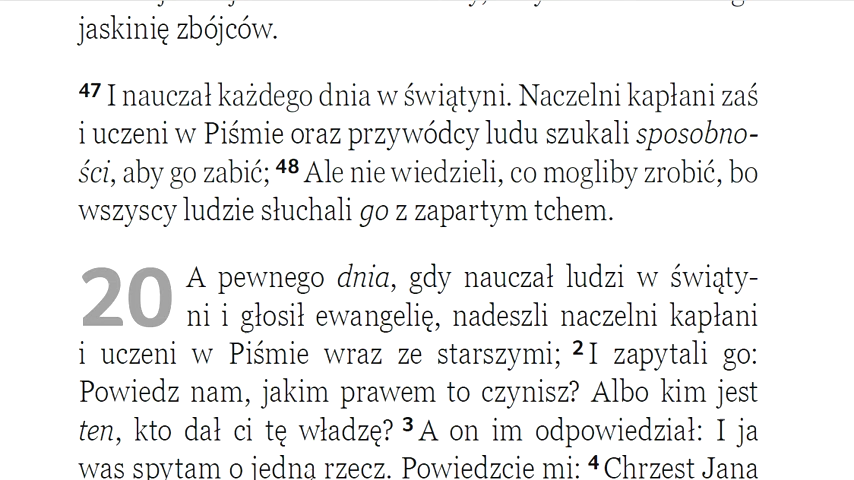 jaskinię zbójców.
47 I nauczał każdego dnia w świątyni. Naczelni kapłani zaś
i uczeni w Piśmie oraz przywódcy ludu szukali sposobno-
ści, aby go zabić; 48 Ale nie wiedzieli, co mogliby zrobić, bo
wszyscy ludzie słuchali go z zapartym tchem.
20 A pewnego dnia, gdy nauczał ludzi w święty-
ni i głosił ewangelię, nadeszli naczelni kapłani
i uczeni w Piśmie wraz ze starszymi; 2 I zapytali go:
Powiedz nam, jakim prawem to czynisz? Albo kim jest
ten, kto dał ci tę władzę? 3 A on im odpowiedział: I ja
was spytam o jedną rzecz. Powiedzcie mi: 4 Chrzest Jana